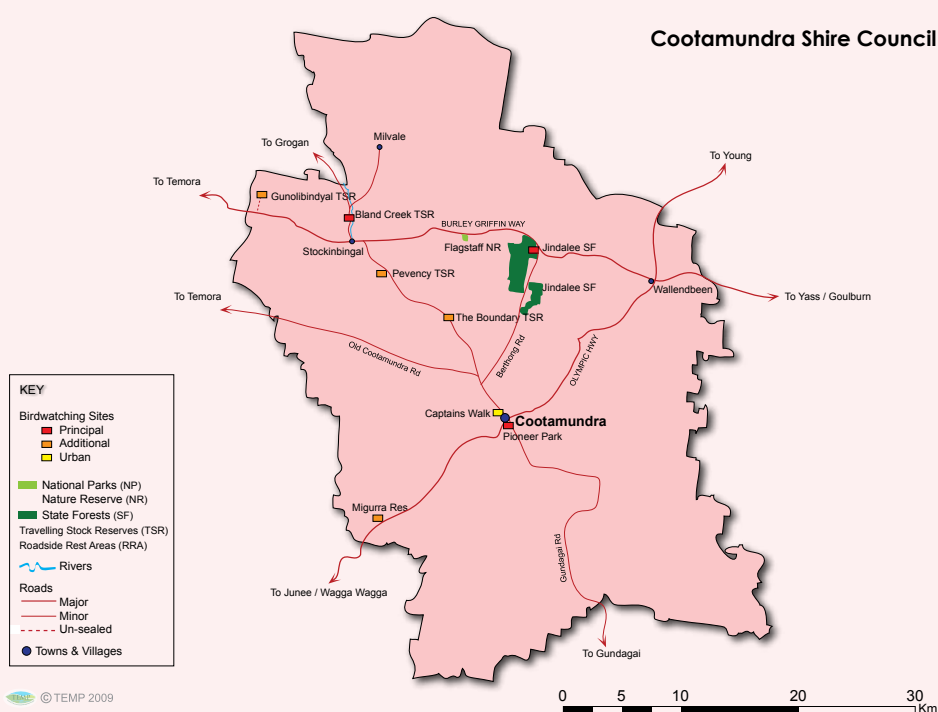 Cootamundra Shire Council
Milvale
To Grogan
To Young
To Temora
Gunolibindyal TSR
Bland Creek TSR
BURLEY GRIFFIN WAY
Stockinbingal
Flagstaff NR
Jindalee SF
Pevency TSR
Jindalee SF
Wallendbeen
To Yass / Goulburn
To Temora
The Boundary TSR
Old Cootamundra Rd
Berthong Rd
OLYMPIC HWY
Captains Walk
Cootamundra
Pioneer Park
Migurra Res
Gundagai Rd
To Junee / Wagga Wagga
To Gundagai
KEY
Birdwatching Sites
Principal
Additional
Urban
National Parks (NP)
Nature Reserve (NR)
State Forests (SF)
Travelling Stock Reserves (TSR)
Roadside Rest Areas (RRA)
Rivers
Roads
Major
Minor
Un-sealed
Towns & Villages
TEMP
© TEMP 2009
0 5 10 20 30
Km